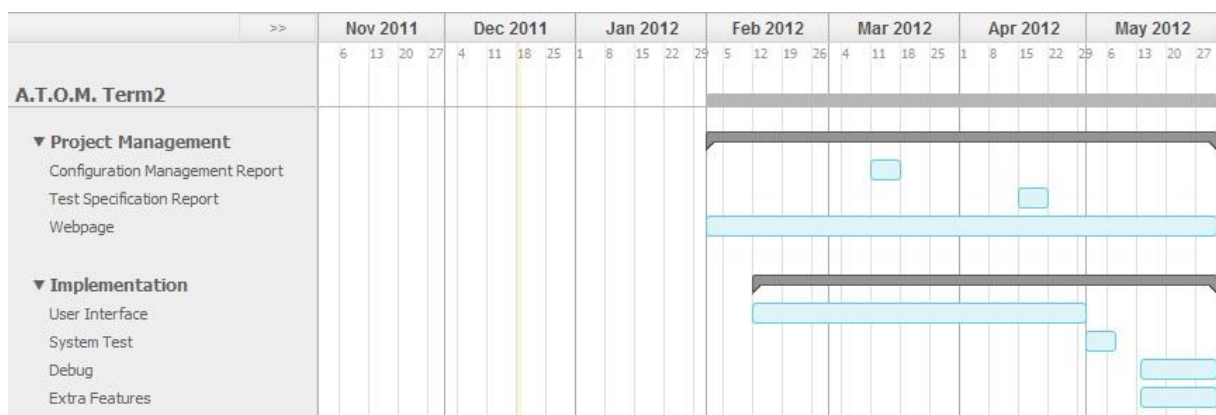 >> Nov 2011 Dec 2011 Jan 2012 Feb 2012 Mar 2012 Apr 2012 May 2012
6 13 20 27 4 11 18 25 1 8 15 22 29 5 12 19 26 4 11 18 25 1 8 15 22 29 6 13 20 27
A.T.O.M. Term2
▼ Project Management
Configuration Management Report
Test Specification Report
Webpage
▼ Implementation
User Interface
System Test
Debug
Extra Features